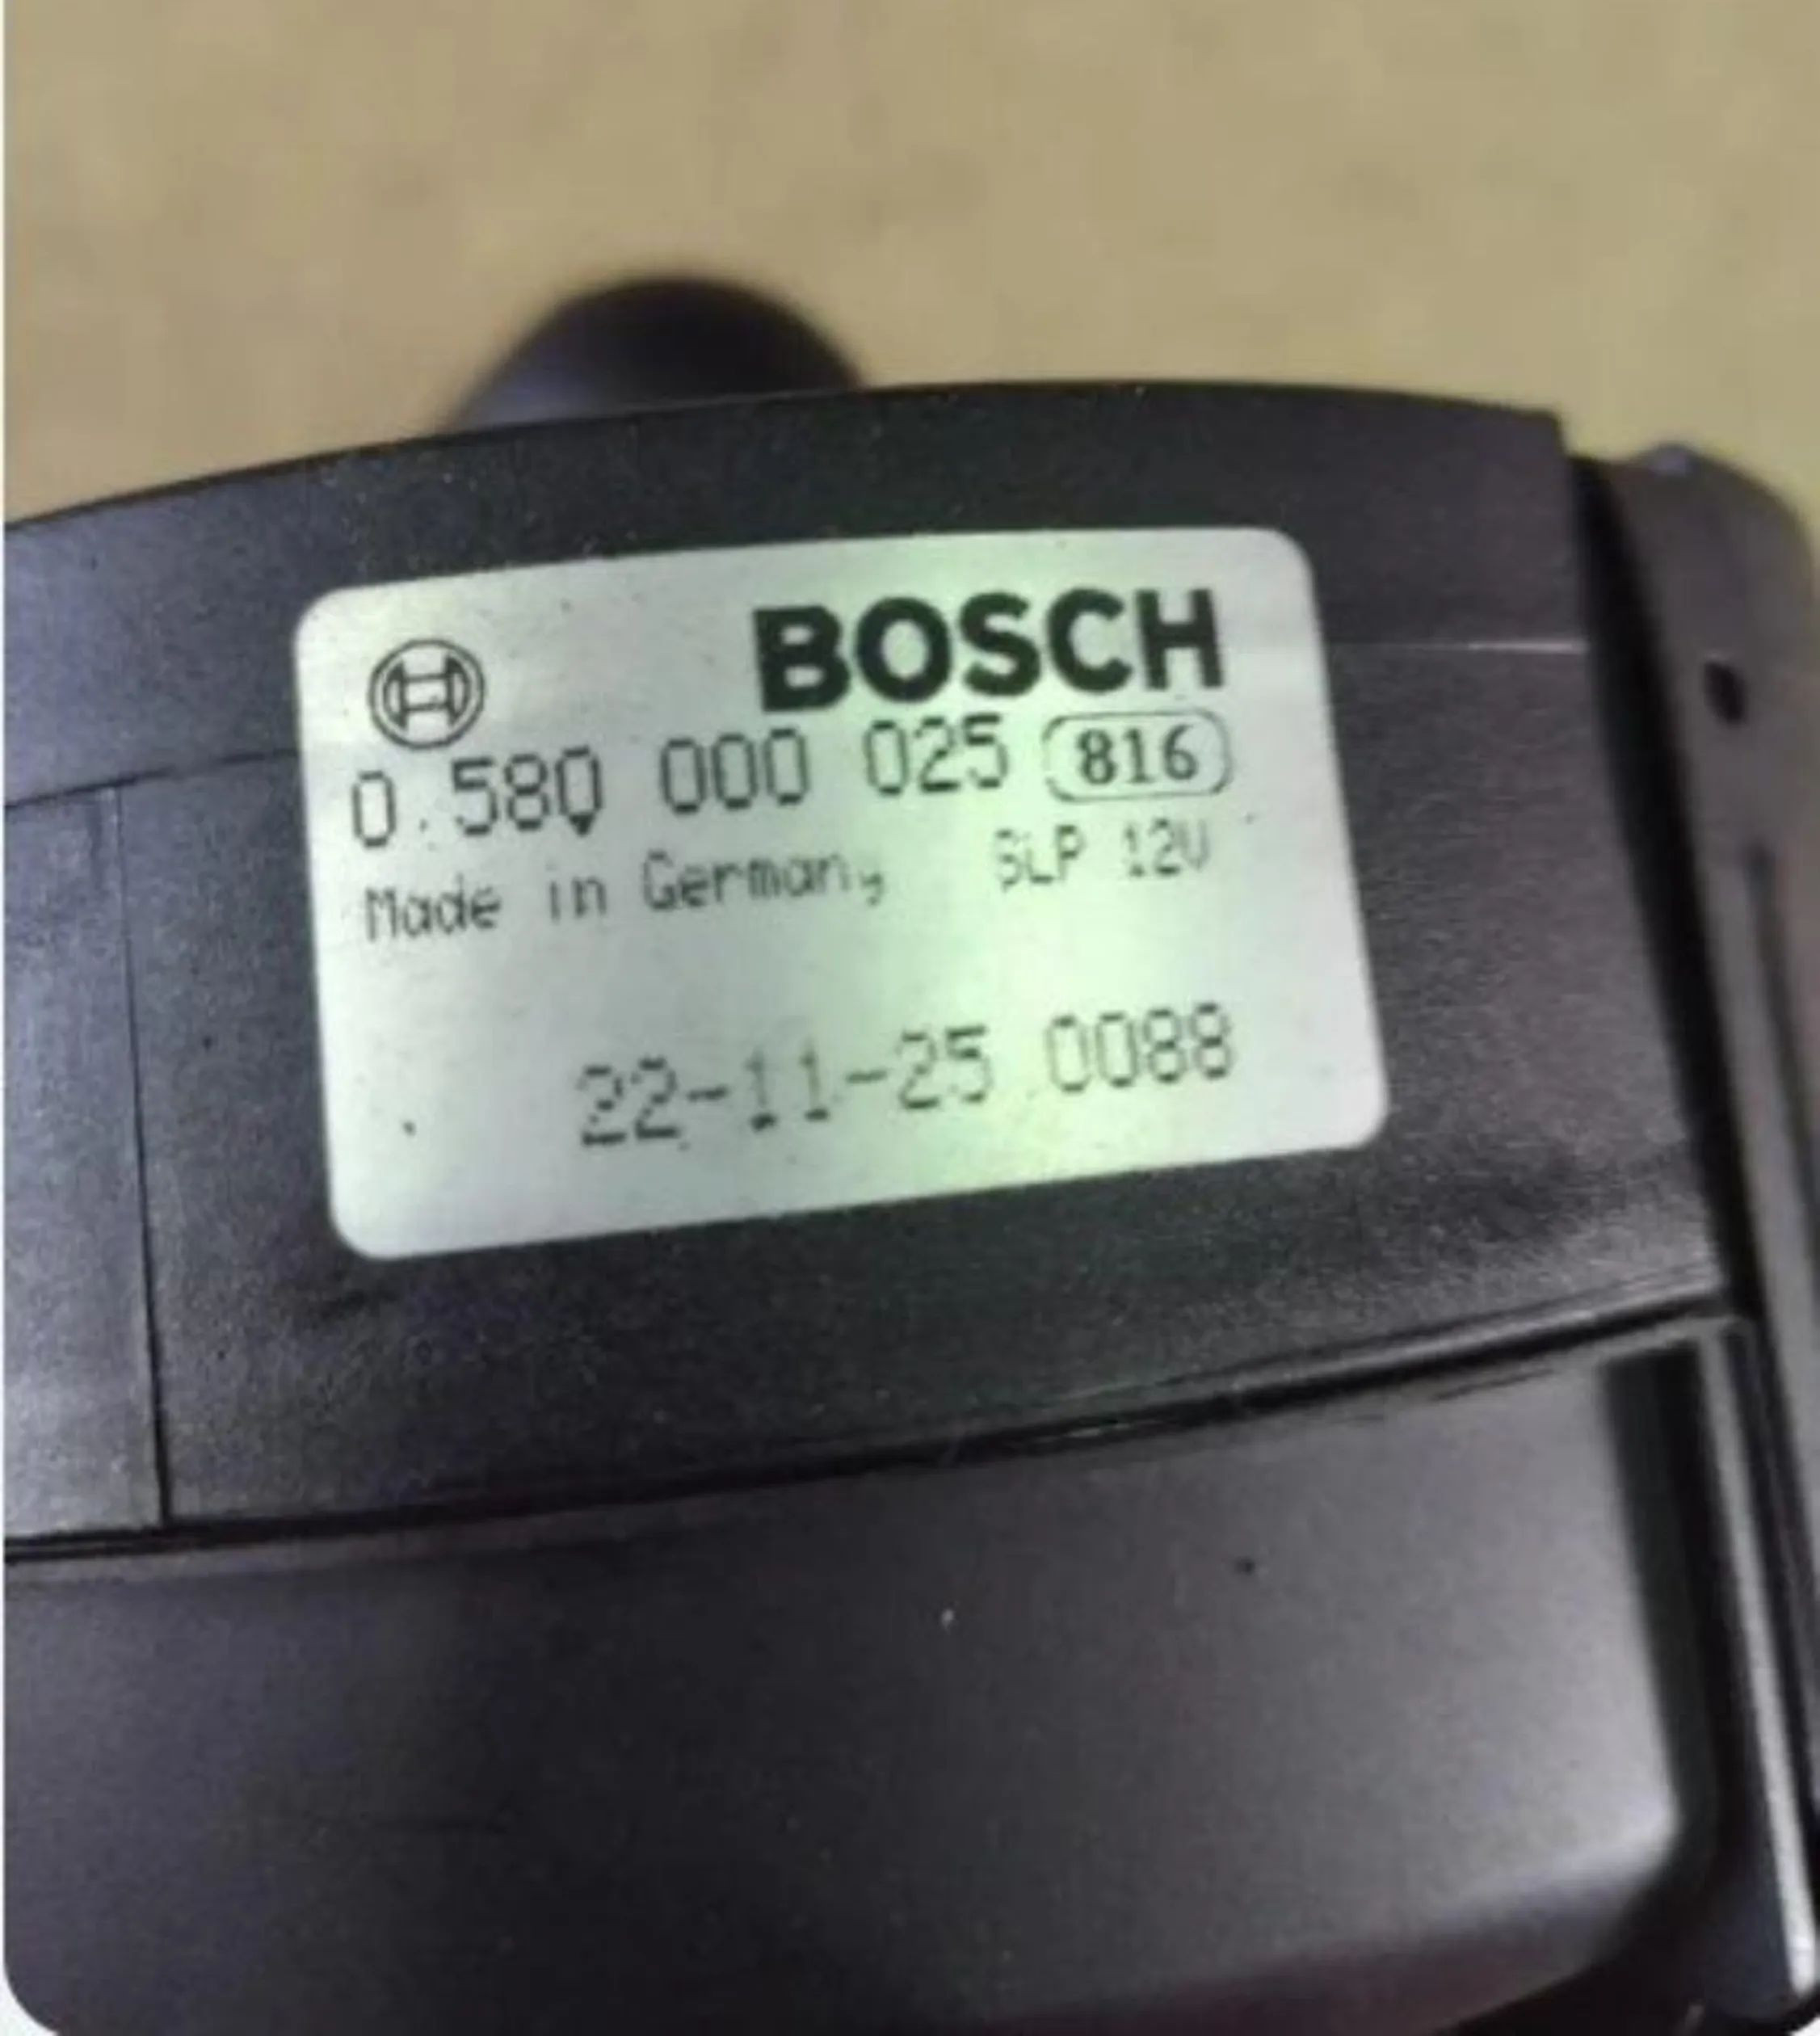 BOSCH
0 580 000 025 816
Made in Germany SLP 12V
22-11-25 0088